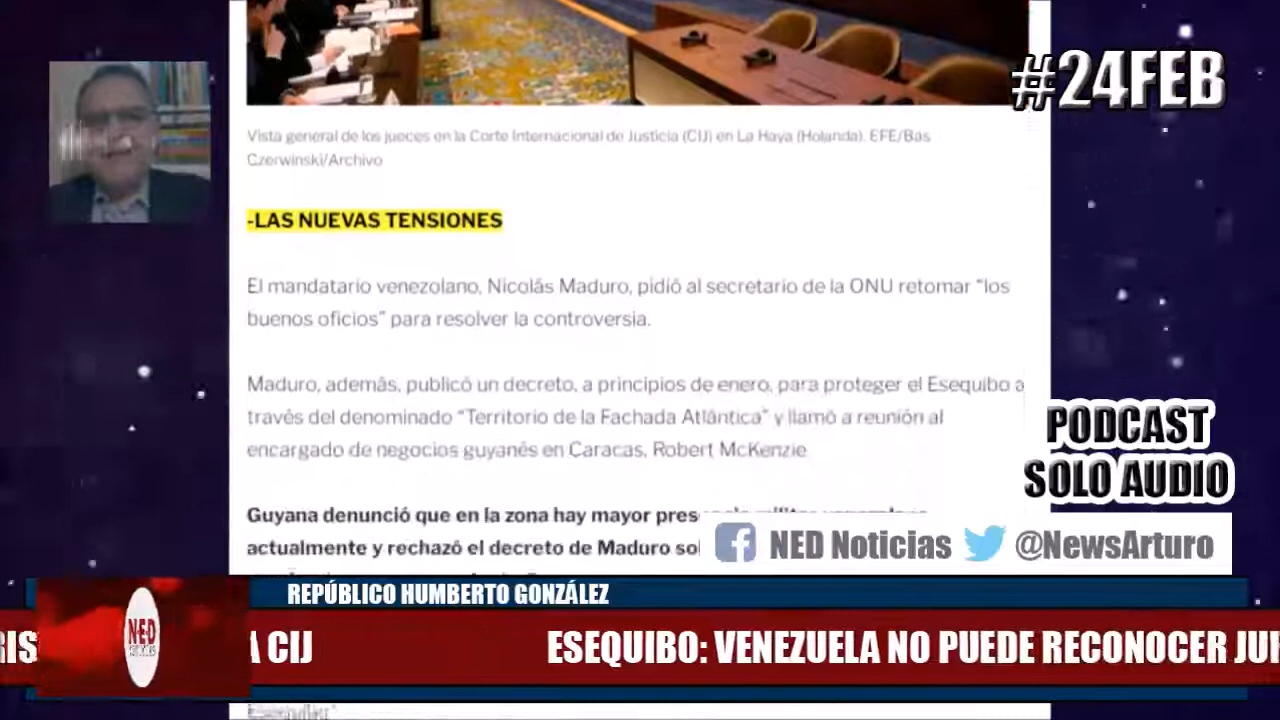 #24FEB
Vista general de los jueces en la Corte Internacional de Justicia (CIJ) en La Haya (Holanda). EFE/Bas
Czerwinski/Archivo
-LAS NUEVAS TENSIONES
El mandatario venezolano, Nicolás Maduro, pidió al secretario de la ONU retomar “los
buenos oficios” para resolver la controversia.
Maduro, además, publicó un decreto, a principios de enero, para proteger el Esequibo a
través del denominado “Territorio de la Fachada Atlántica” y llamó a reunión al
encargado de negocios guyanés en Caracas, Robert McKenzie
PODCAST
SOLO AUDIO
Guyana denunció que en la zona hay mayor
actualmente y rechazó el decreto de Maduro
NED Noticias @NewsArturo
REPÚBLICO HUMBERTO GONZÁLEZ
NED
A CIJ ESEQUIBO: VENEZUELA NO PUEDE RECONOCER